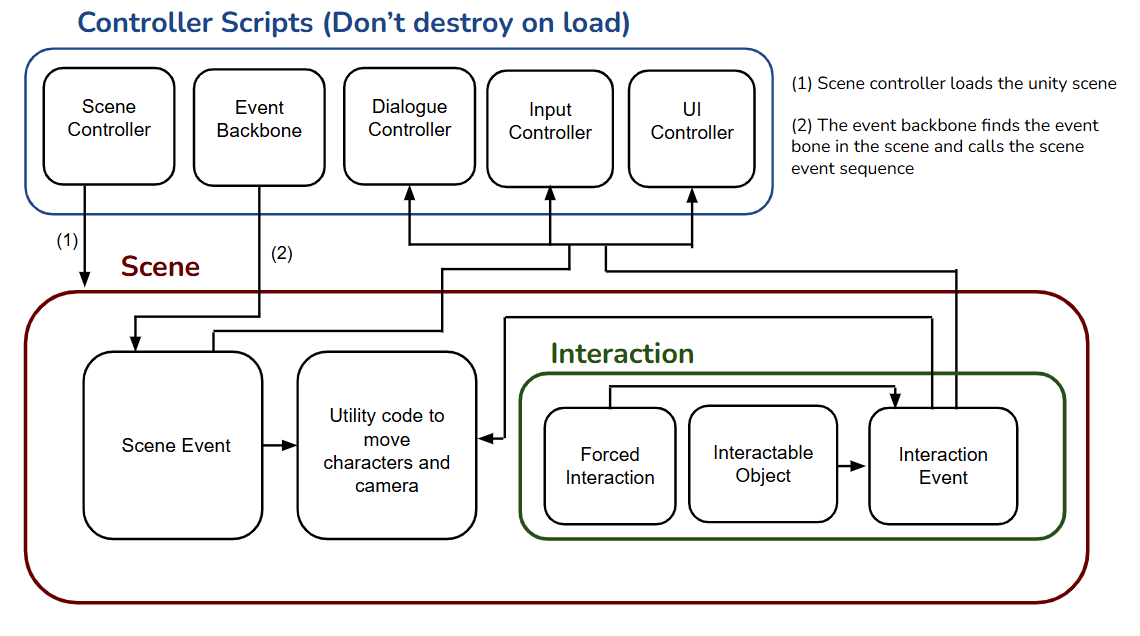 Controller Scripts (Don't destroy on load)
Scene
Controller
Event
Backbone
Dialogue
Controller
Input
Controller
UI
Controller
(1) Scene controller loads the unity scene
(2) The event backbone finds the event
bone in the scene and calls the scene
event sequence
(1)
(2)
Scene
Scene Event
Utility code to
move
characters and
camera
Interaction
Forced
Interaction
Interactable
Object
Interaction
Event